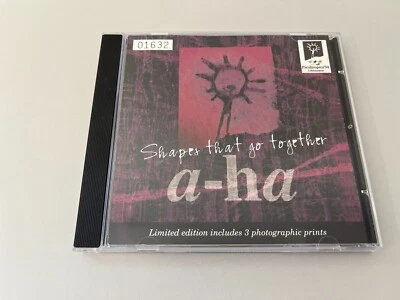 01632
Shapes that go together
a-ha
Limited edition includes 3 photographic prints